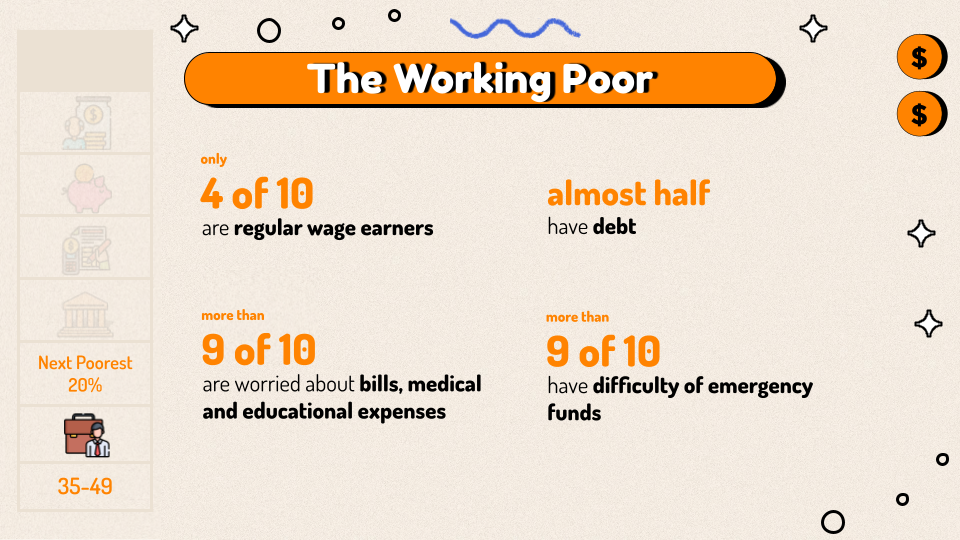 The Working Poor
$
$
only
4 of 10
are regular wage earners
almost half
have debt
more than
9 of 10
are worried about bills, medical
and educational expenses
more than
9 of 10
have difficulty of emergency
funds
$
Next Poorest
20%
35-49